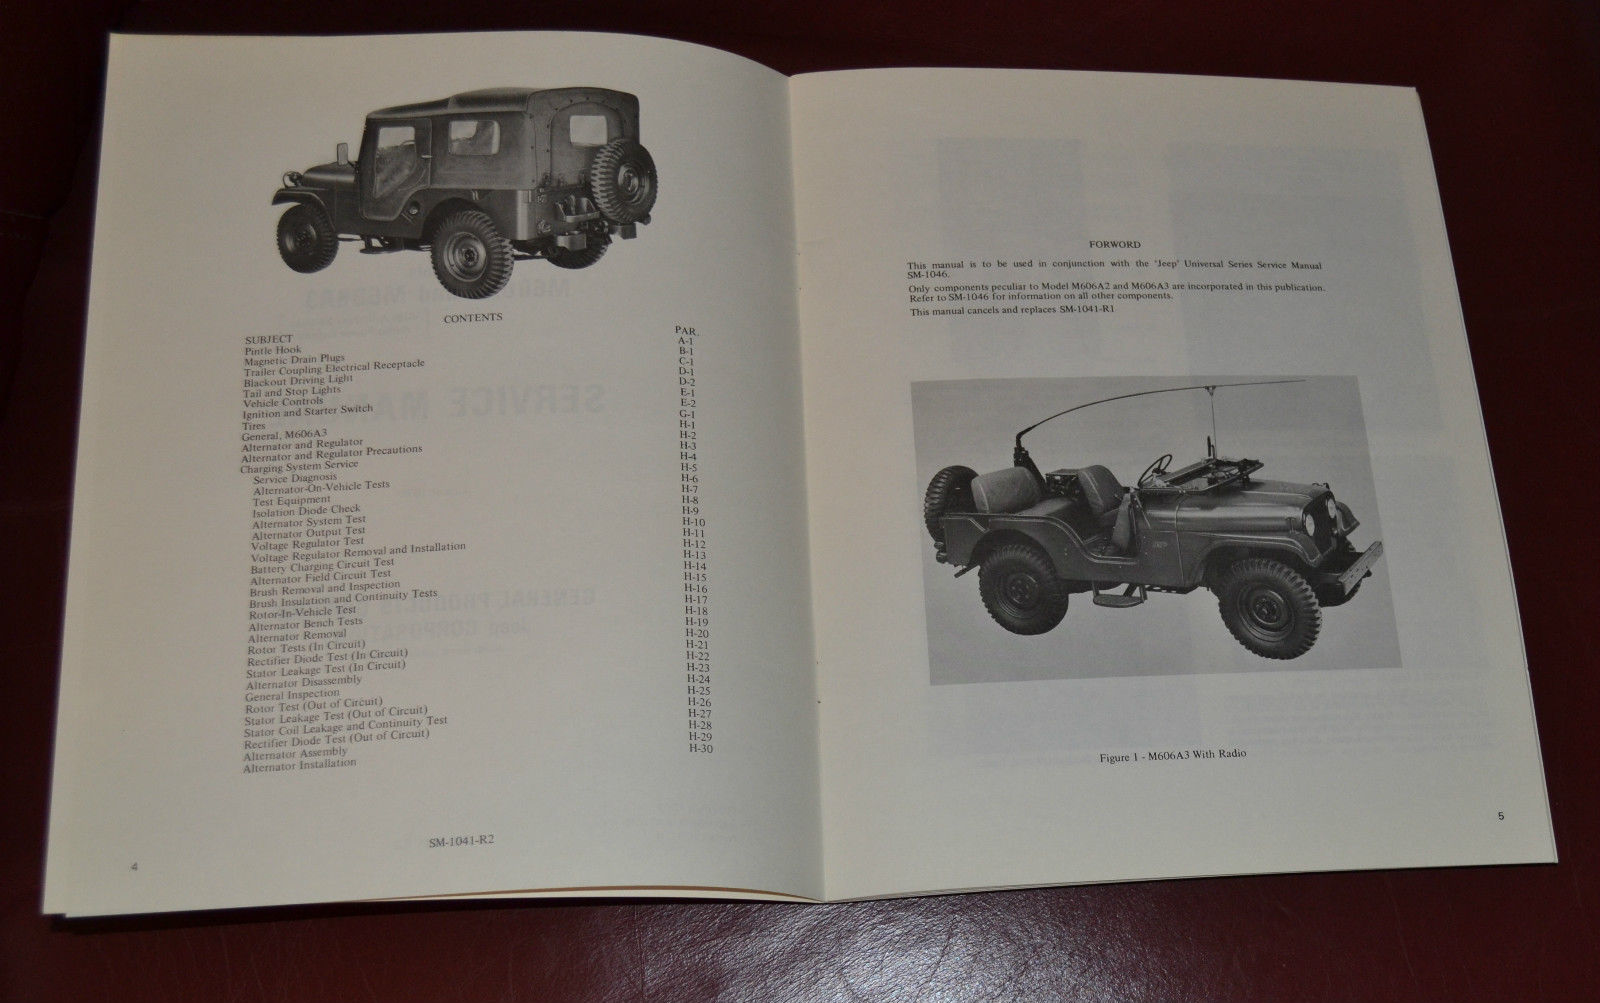 CONTENTS
SUBJECT PAR.
Pintle Hook A-1
Magnetic Drain Plugs B-1
Trailer Coupling Electrical Receptacle C-1
Blackout Driving Light D-1
Tail and Stop Lights D-2
Vehicle Controls E-1
Ignition and Starter Switch E-2
Tires G-1
General, M606A3 H-1
Alternator and Regulator H-2
Alternator and Regulator Precautions H-3
Charging System Service H-4
Service Diagnosis H-5
Alternator-On-Vehicle Tests H-6
Test Equipment H-7
Isolation Diode Check H-8
Alternator System Test H-9
Alternator Output Test H-10
Voltage Regulator Test H-11
Voltage Regulator Removal and Installation H-12
Battery Charging Circuit Test H-13
Alternator Field Circuit Test H-14
Brush Removal and Inspection H-15
Brush Insulation and Continuity Tests H-16
Rotor-In-Vehicle Test H-17
Alternator Bench Tests H-18
Alternator Removal H-19
Rotor Tests (In Circuit) H-20
Rectifier Diode Test (In Circuit) H-21
Stator Leakage Test (In Circuit) H-22
Alternator Disassembly H-23
General Inspection H-24
Rotor Test (Out of Circuit) H-25
Stator Leakage Test (Out of Circuit) H-26
Stator Coil Leakage and Continuity Test H-27
Rectifier Diode Test (Out of Circuit) H-28
Alternator Assembly H-29
Alternator Installation H-30
SM-1041-R2
4
FORWORD
This manual is to be used in conjunction with the 'Jeep' Universal Series Service Manual
SM-1046.
Only components peculiar to Model M606A2 and M606A3 are incorporated in this publication.
Refer to SM-1046 for information on all other components.
This manual cancels and replaces SM-1041-R1
Figure 1 - M606A3 With Radio
5